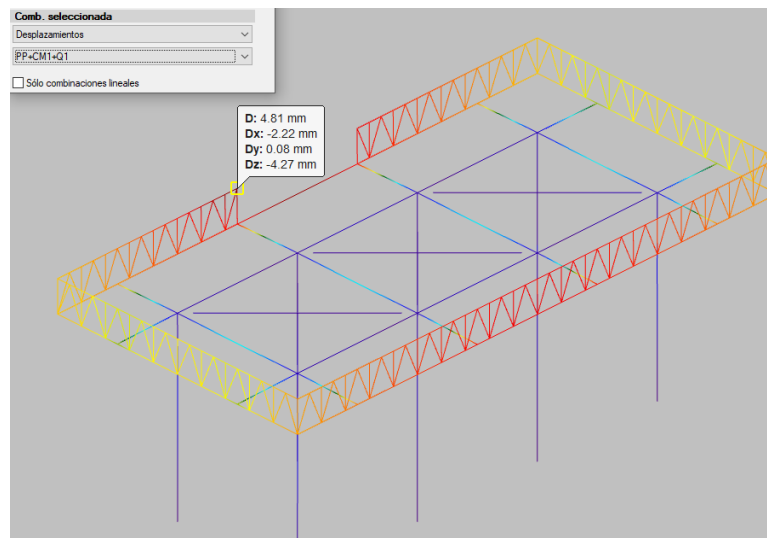 Comb. seleccionada
Desplazamientos
PP+CM1+Q1
Sólo combinaciones lineales
D: 4.81 mm
Dx: -2.22 mm
Dy: 0.08 mm
Dz: -4.27 mm